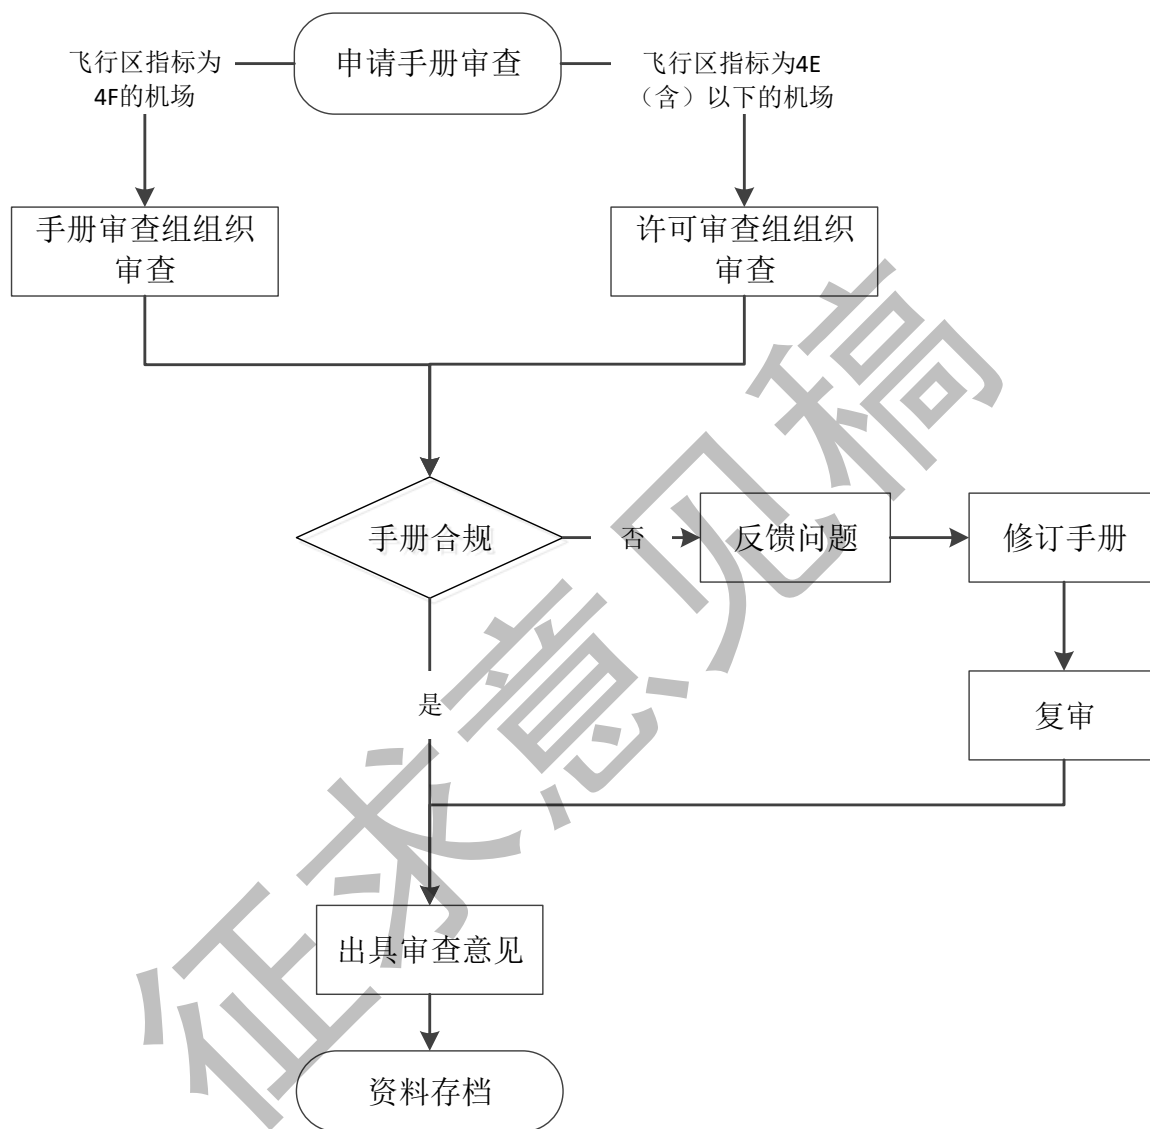 申请手册审查
飞行区指标为
4F的机场
飞行区指标为4E
（含）以下的机场
手册审查组组织
审查
许可审查组组织
审查
手册合规
否
反馈问题
修订手册
是
复审
出具审查意见
资料存档
征求意见稿